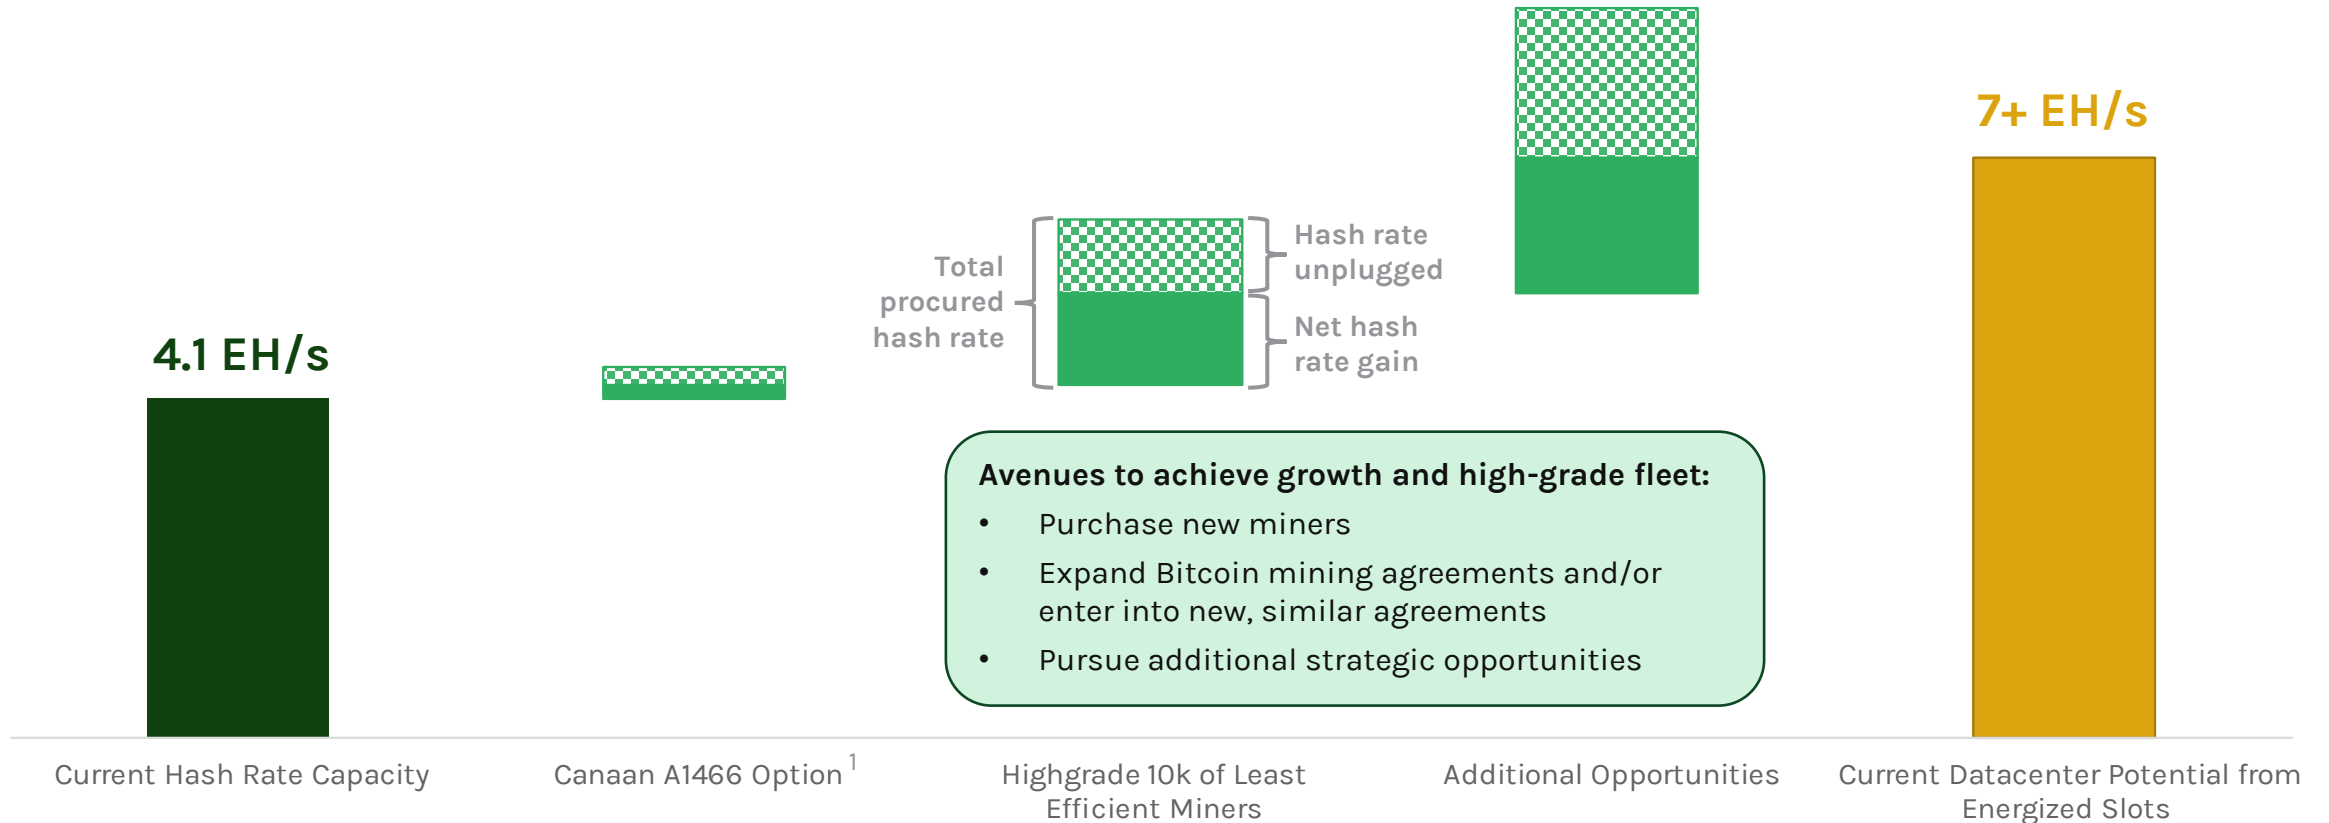 7+ EH/s
Hash rate
unplugged
Total
procured
hash rate
Net hash
rate gain
4.1 EH/s
Avenues to achieve growth and high-grade fleet:
• Purchase new miners
• Expand Bitcoin mining agreements and/or
enter into new, similar agreements
• Pursue additional strategic opportunities
Current Hash Rate Capacity
Canaan A1466 Option 1
Highgrade 10k of Least
Efficient Miners
Additional Opportunities
Current Datacenter Potential from
Energized Slots